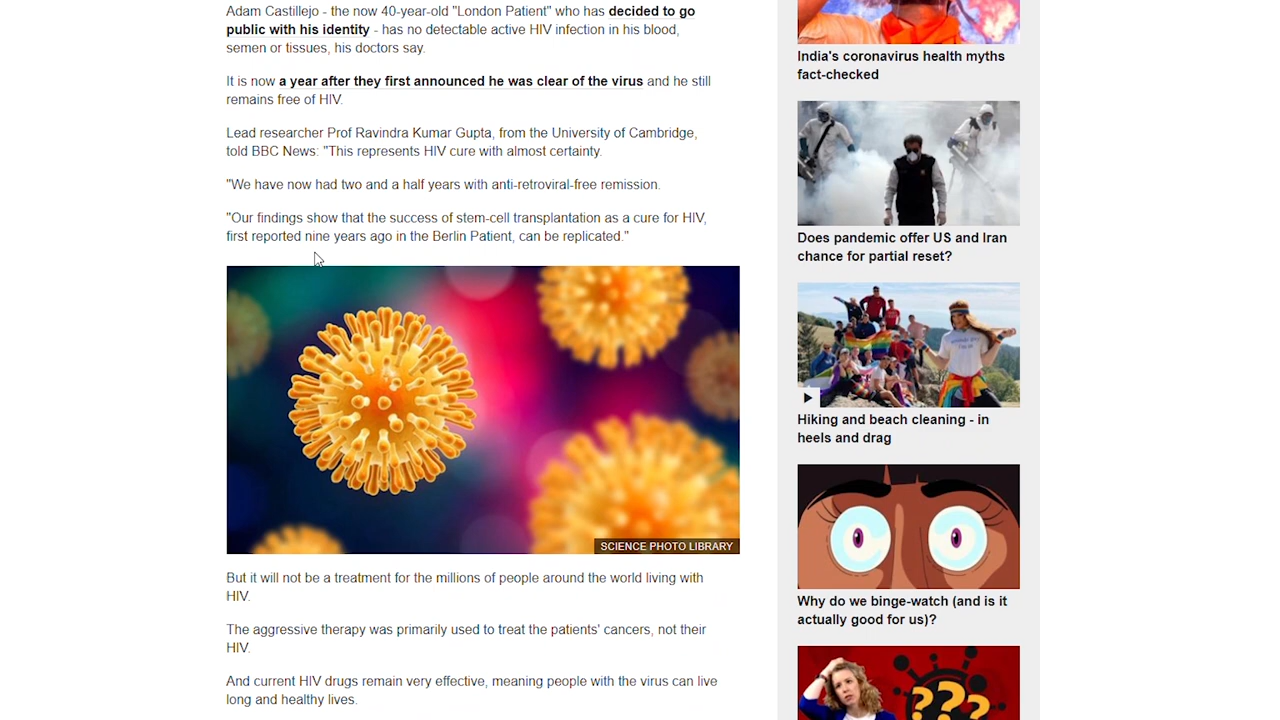 Adam Castillejo - the now 40-year-old "London Patient" who has decided to go
public with his identity - has no detectable active HIV infection in his blood,
semen or tissues, his doctors say.
It is now a year after they first announced he was clear of the virus and he still
remains free of HIV.
Lead researcher Prof Ravindra Kumar Gupta, from the University of Cambridge,
told BBC News: "This represents HIV cure with almost certainty.
"We have now had two and a half years with anti-retroviral-free remission.
"Our findings show that the success of stem-cell transplantation as a cure for HIV,
first reported nine years ago in the Berlin Patient, can be replicated."
SCIENCE PHOTO LIBRARY
But it will not be a treatment for the millions of people around the world living with
HIV.
The aggressive therapy was primarily used to treat the patients' cancers, not their
HIV.
And current HIV drugs remain very effective, meaning people with the virus can live
long and healthy lives.
India's coronavirus health myths
fact-checked
Does pandemic offer US and Iran
chance for partial reset?
Hiking and beach cleaning - in
heels and drag
Why do we binge-watch (and is it
actually good for us)?
???